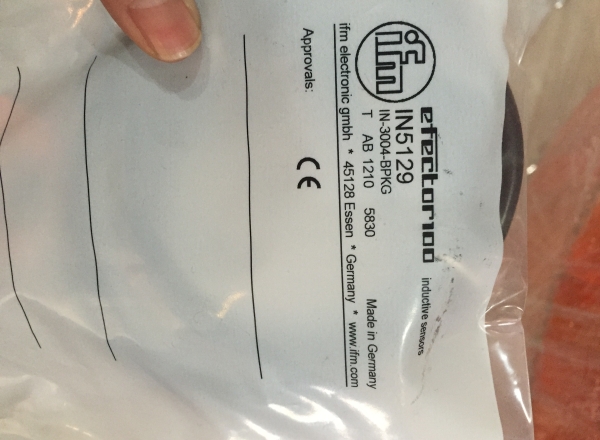 ifm
efector100 inductive sensors
IN5129
IN-3004-BPKG
T AB 1210 5830 Made in Germany
ifm electronic gmbh * 45128 Essen * Germany * www.ifm.com
Approvals:
CE